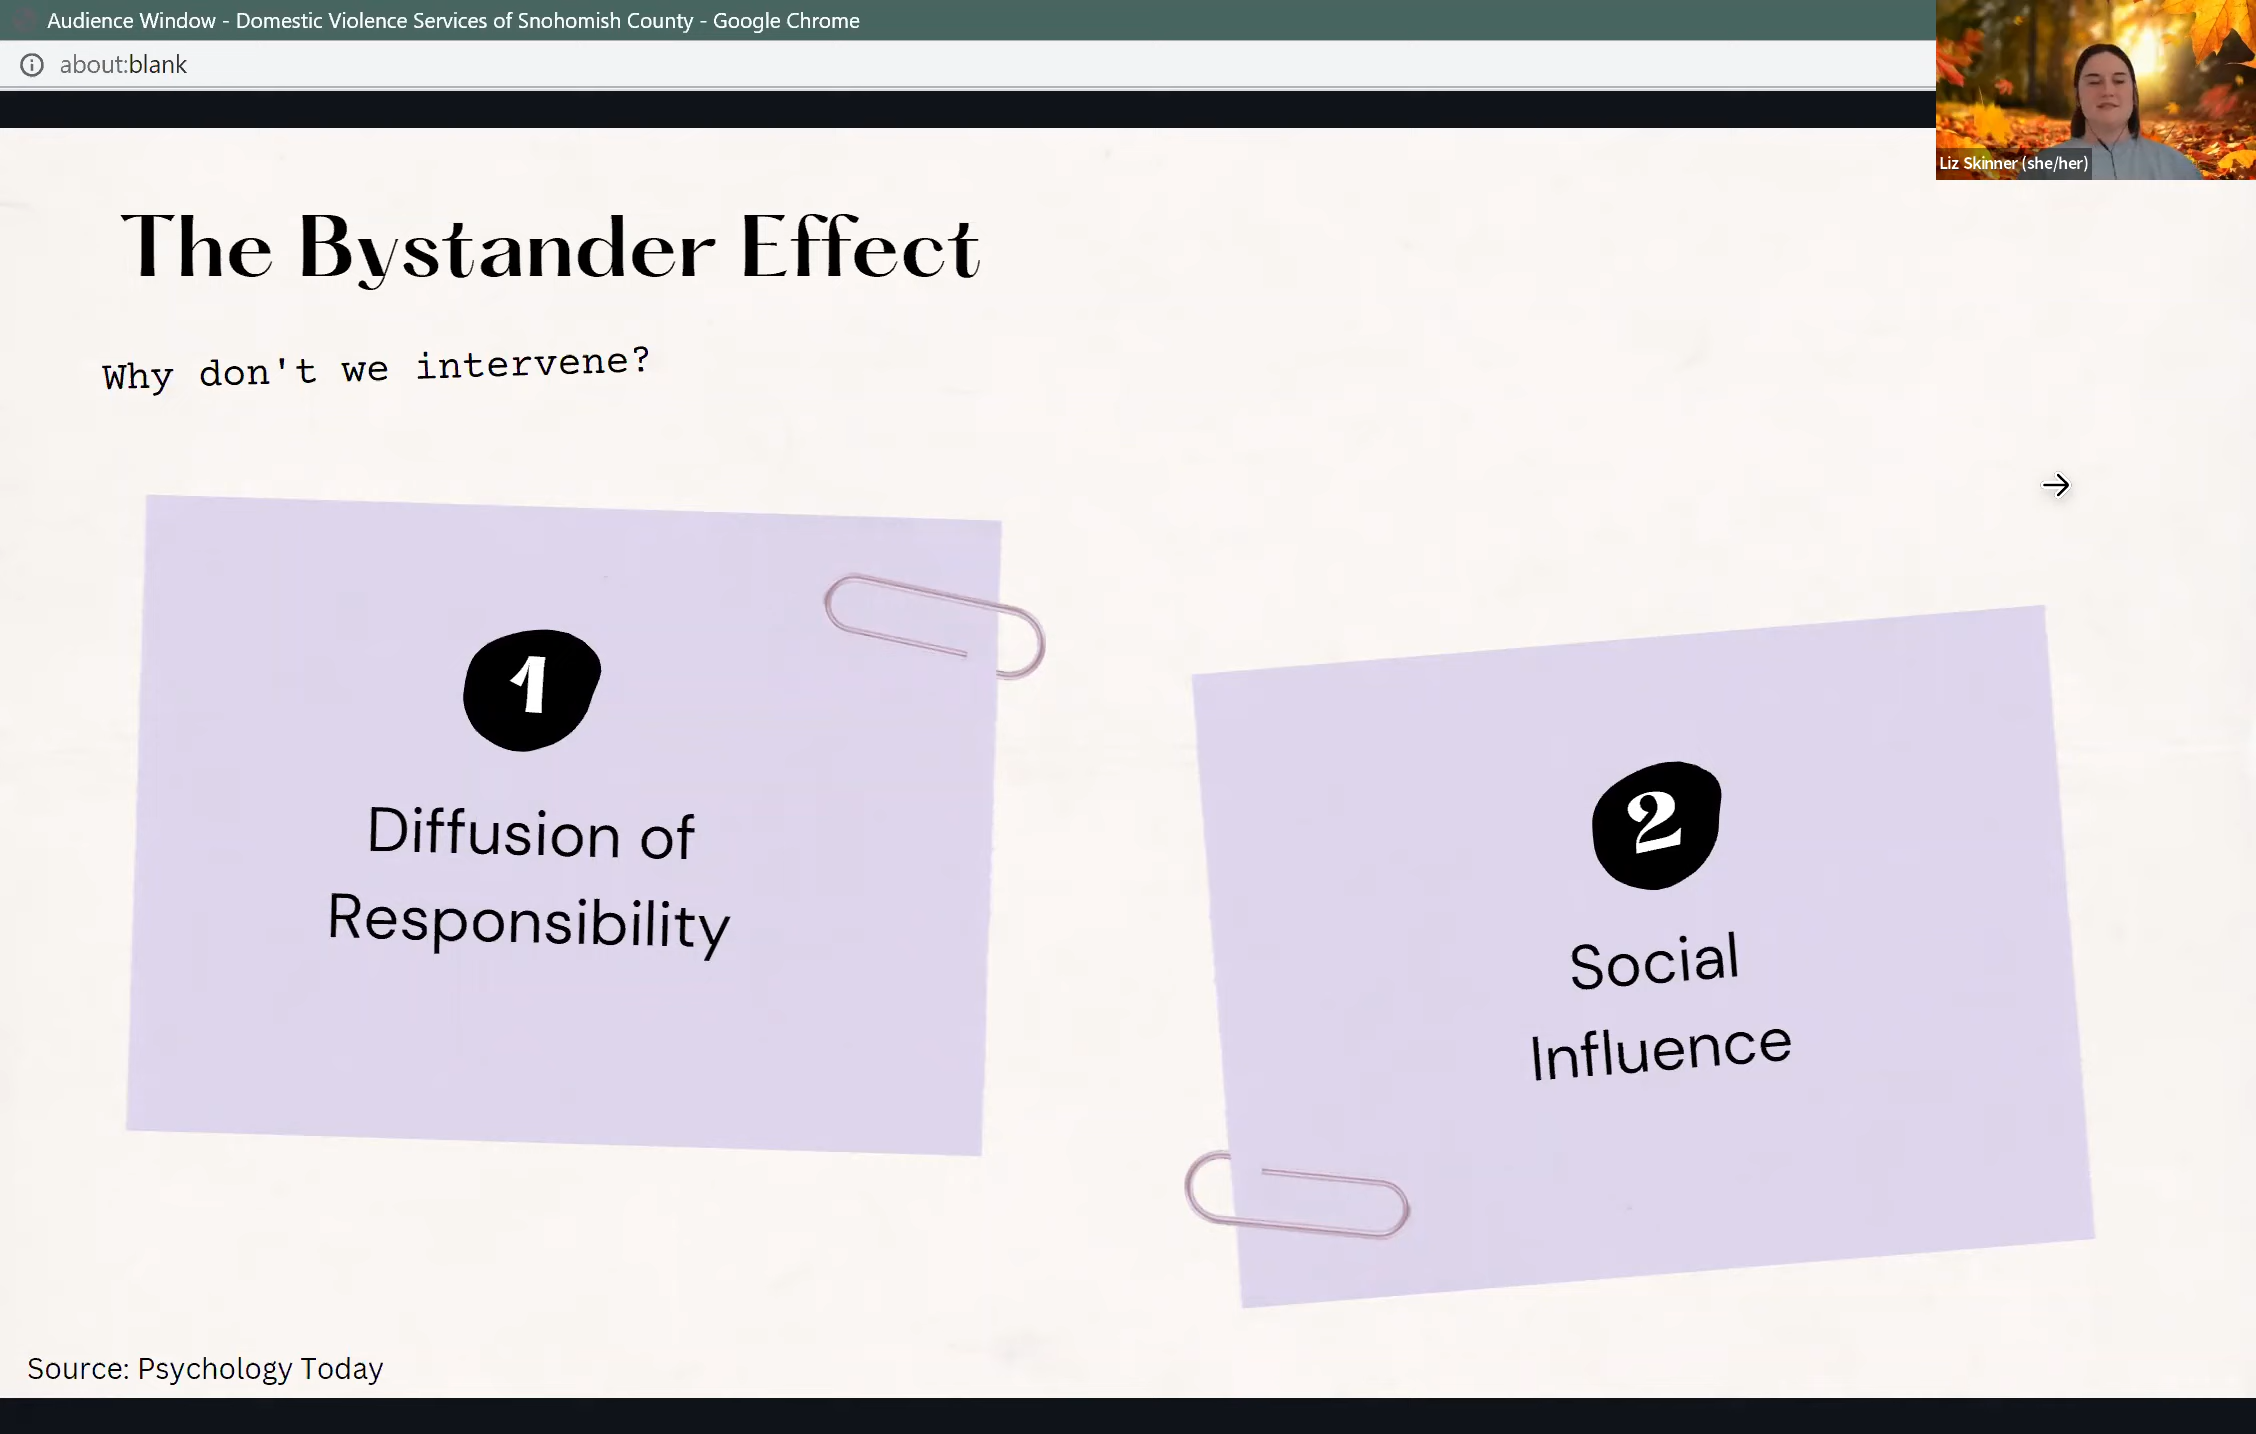 Audience Window - Domestic Violence Services of Snohomish County - Google Chrome
about:blank
Liz Skinner (she/her)
The Bystander Effect
Why don't we intervene?
1
Diffusion of
Responsibility
2
Social
Influence
Source: Psychology Today